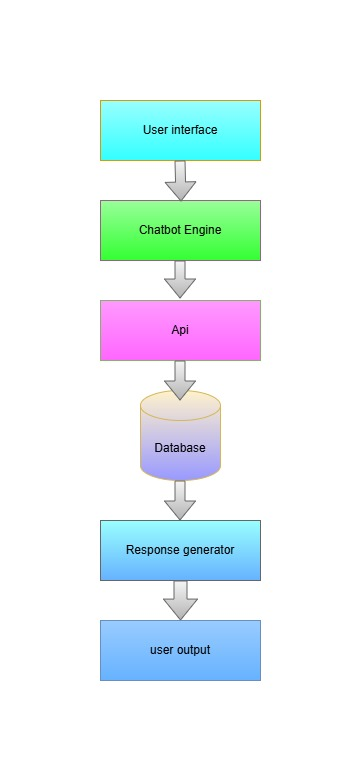 User interface
Chatbot Engine
Api
Database
Response generator
user output